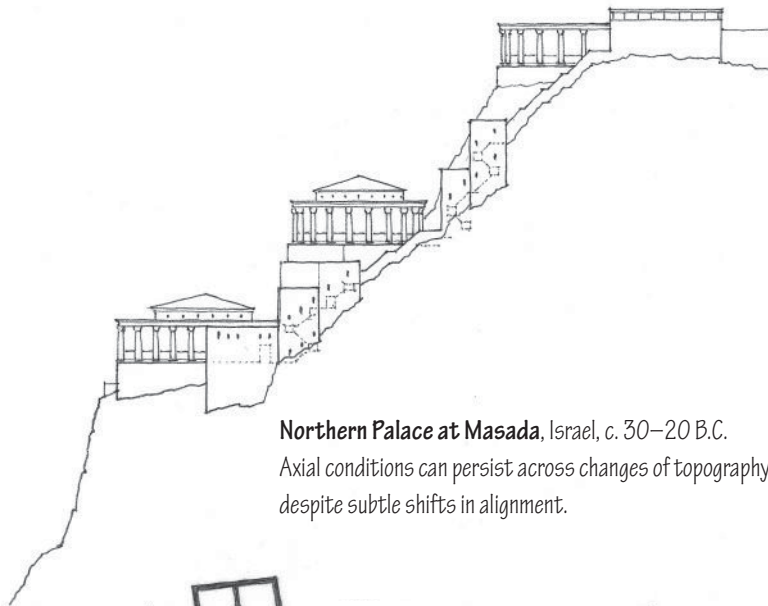 Northern Palace at Masada, Israel, c. 30–20 B.C.
Axial conditions can persist across changes of topography
despite subtle shifts in alignment.